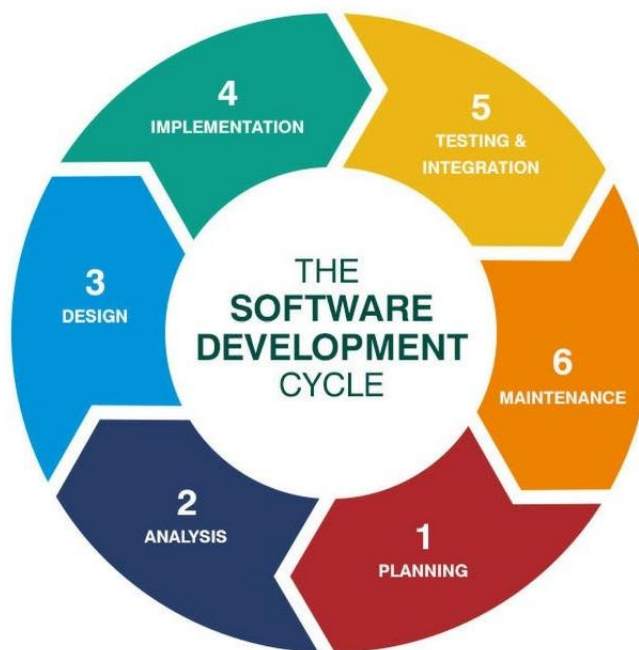 THE
SOFTWARE
DEVELOPMENT
CYCLE
1
PLANNING
2
ANALYSIS
3
DESIGN
4
IMPLEMENTATION
5
TESTING &
INTEGRATION
6
MAINTENANCE